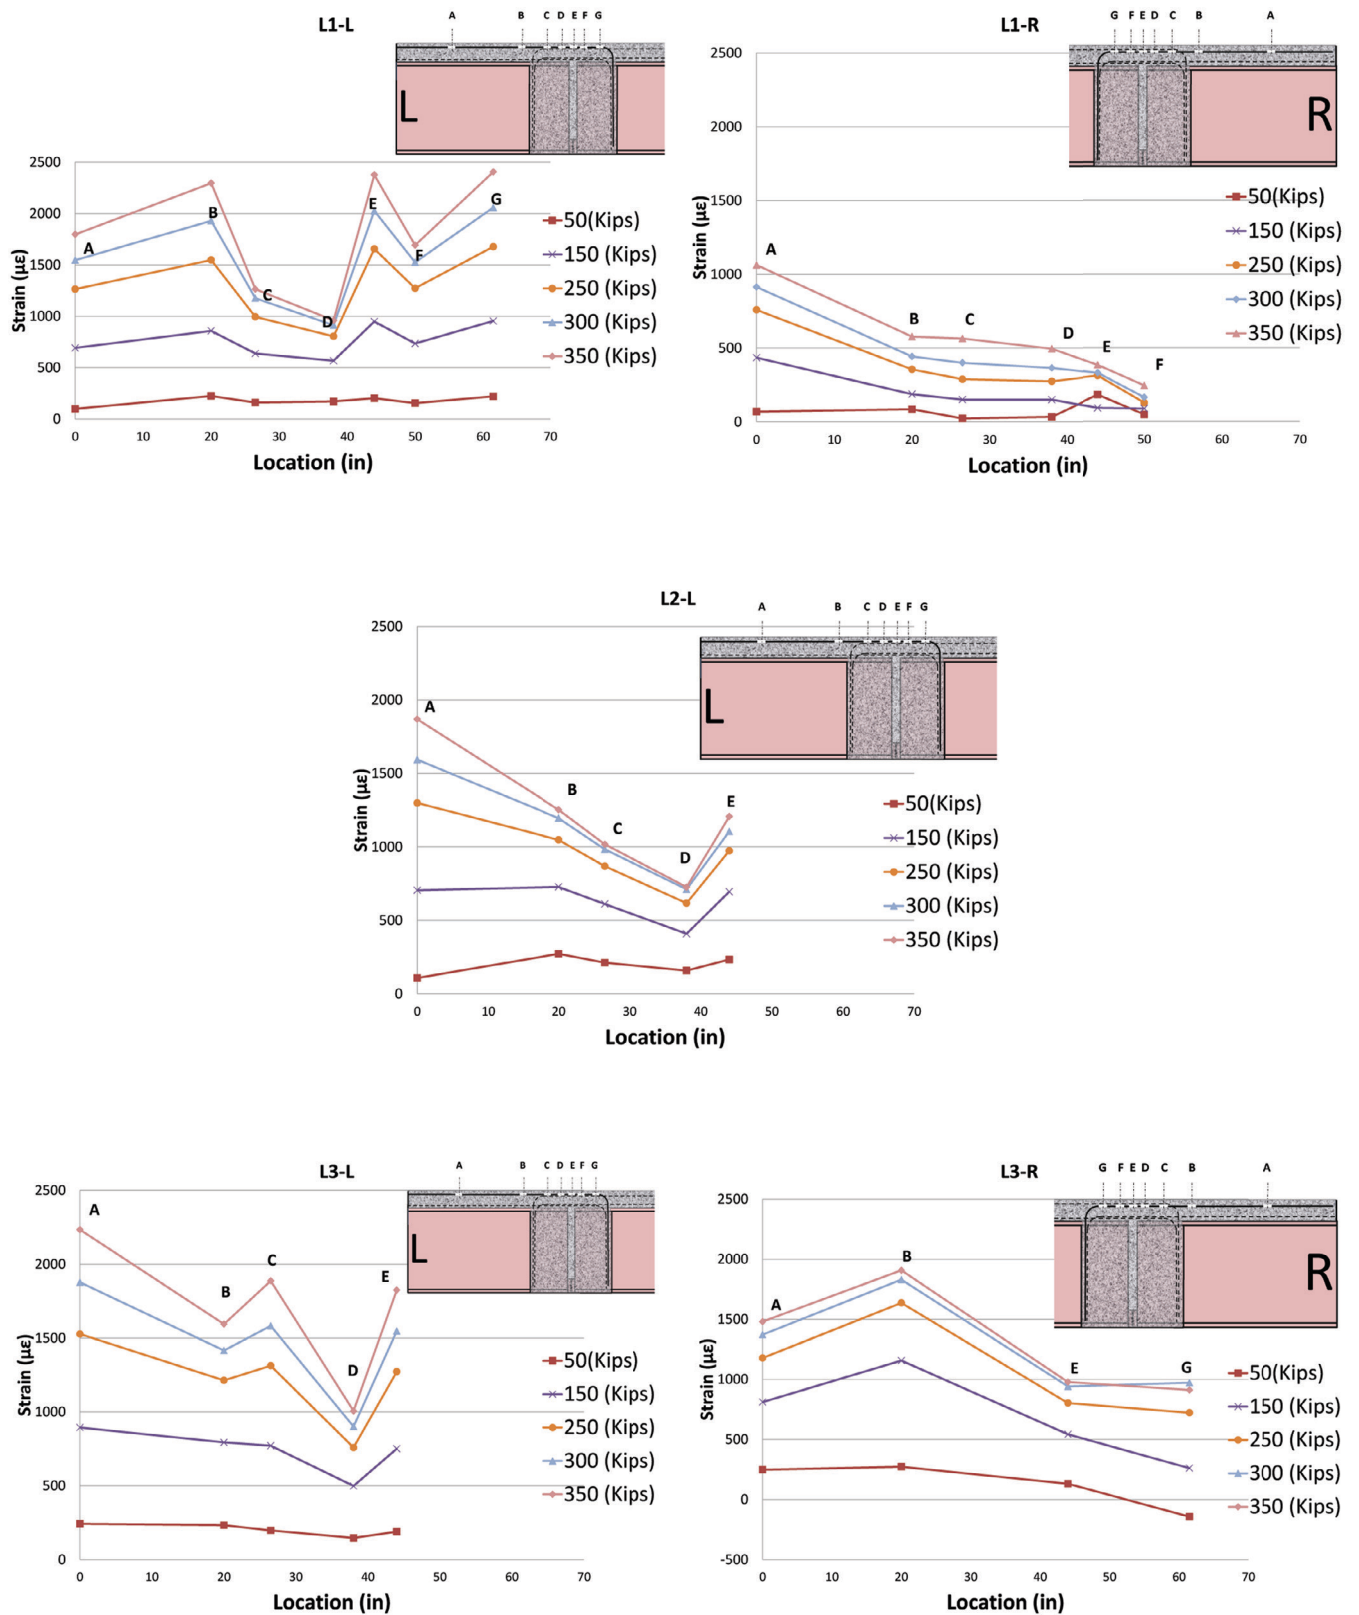 L1-L
A B C D E F G
L
2500
2000
1500
1000
500
0
Strain (µε)
A
B
C
D
E
F
G
50(Kips)
150 (Kips)
250 (Kips)
300 (Kips)
350 (Kips)
0 10 20 30 40 50 60 70
Location (in)
L1-R
G F E D C B A
R
2500
2000
1500
1000
500
0
Strain (µε)
A
B
C
D
E
F
50(Kips)
150 (Kips)
250 (Kips)
300 (Kips)
350 (Kips)
0 10 20 30 40 50 60 70
Location (in)
L2-L
A B C D E F G
L
2500
2000
1500
1000
500
0
Strain (µε)
A
B
C
D
E
50(Kips)
150 (Kips)
250 (Kips)
300 (Kips)
350 (Kips)
0 10 20 30 40 50 60 70
Location (in)
L3-L
A B C D E F G
L
2500
2000
1500
1000
500
0
Strain (µε)
A
B
C
D
E
50(Kips)
150 (Kips)
250 (Kips)
300 (Kips)
350 (Kips)
0 10 20 30 40 50 60 70
Location (in)
L3-R
G F E D C B A
R
2500
2000
1500
1000
500
0
-500
Strain (µε)
A
B
E
G
50(Kips)
150 (Kips)
250 (Kips)
300 (Kips)
350 (Kips)
0 10 20 30 40 50 60 70
Location (in)